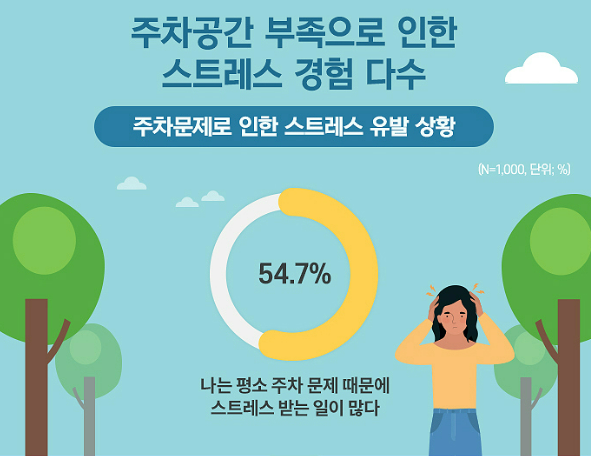 주차공간 부족으로 인한
스트레스 경험 다수
주차문제로 인한 스트레스 유발 상황
(N=1,000, 단위; %)
54.7%
나는 평소 주차 문제 때문에
스트레스 받는 일이 많다